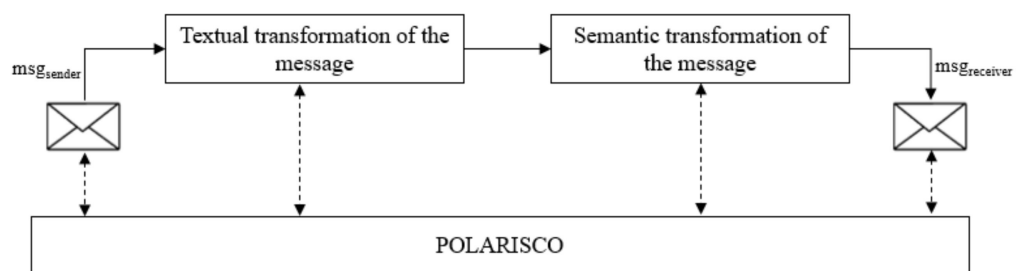 Textual transformation of the
message
Semantic transformation of
the message
msgsender
msgreceiver
POLARISCO